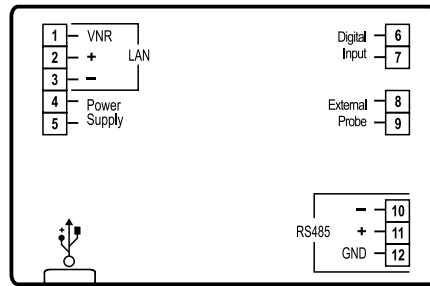 1 VNR
2 +
3 −
LAN
4 Power
5 Supply
Digital 6
Input 7
External 8
Probe 9
RS485
− 10
+ 11
GND 12